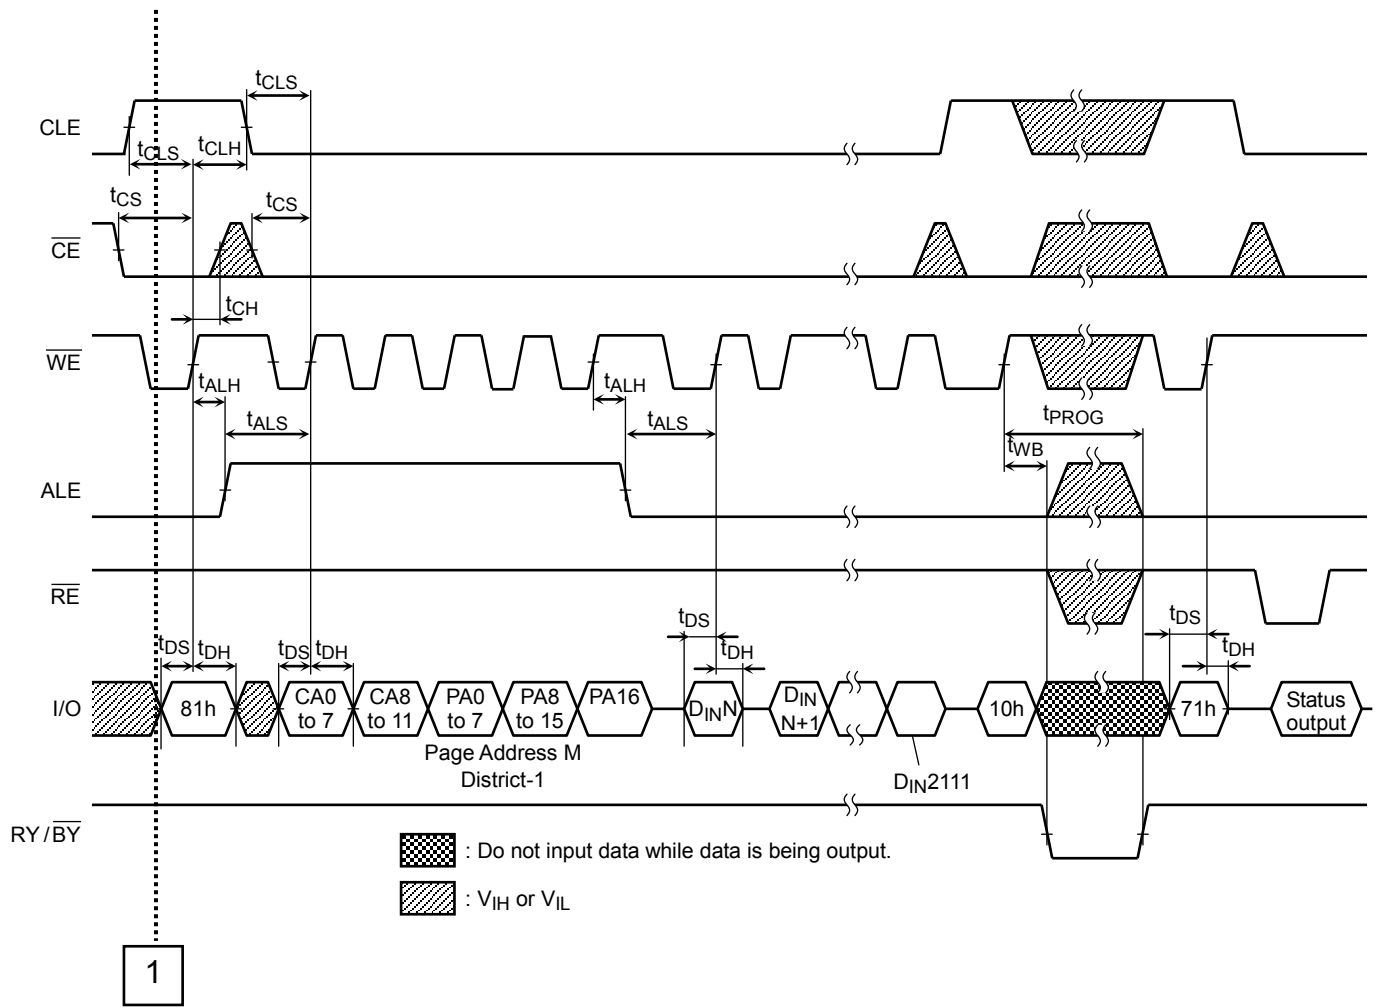 tCLS
CLE
tCLS
tCLH
tCS
tCS
CE
tCH
WE
tALH
tALH
tALS
tALS
tPROG
tWB
ALE
RE
tDS
tDH
tDS
tDH
tDS
tDH
tDS
tDH
I/O
81h
CA0
to 7
CA8
to 11
PA0
to 7
PA8
to 15
PA16
DINN
DIN
N+1
10h
71h
Status
output
Page Address M
District-1
DIN2111
RY/BY
: Do not input data while data is being output.
: VIH or VIL
1